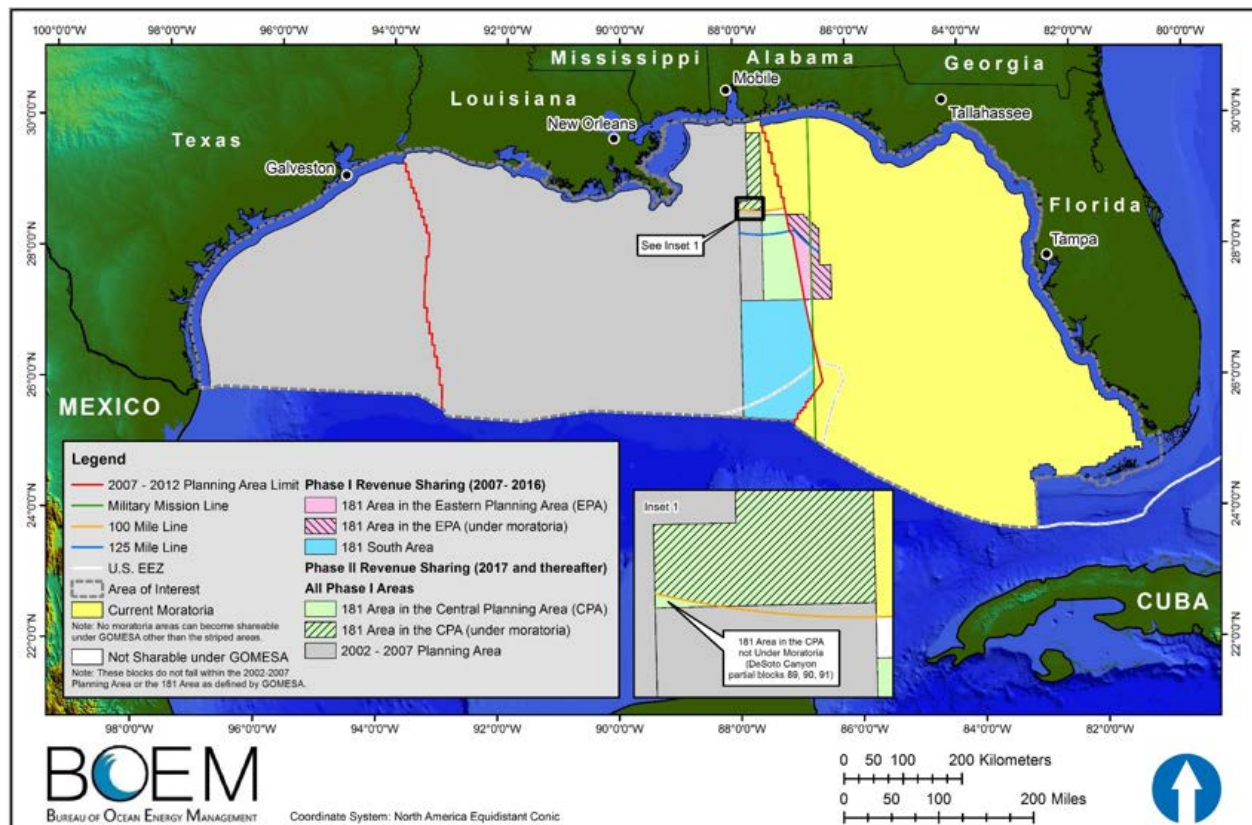 100°0'0"W 98°0'0"W 96°0'0"W 94°0'0"W 92°0'0"W 90°0'0"W 88°0'0"W 86°0'0"W 84°0'0"W 82°0'0"W 80°0'0"W
Mississippi
Alabama
Georgia
Mobile
Louisiana
Tallahassee
30°0'0"N
30°0'0"N
New Orleans
Texas
Galveston
Florida
28°0'0"N
28°0'0"N
See Inset 1
Tampa
26°0'0"N
26°0'0"N
MEXICO
Legend
2007 - 2012 Planning Area Limit
Military Mission Line
100 Mile Line
125 Mile Line
U.S. EEZ
Area of Interest
Current Moratoria
Note: No moratoria areas can become shareable
under GOMESA other than the striped areas.
Not Sharable under GOMESA
Note: These blocks do not fall within the 2002-2007
Planning Area or the 181 Area as defined by GOMESA.
Phase I Revenue Sharing (2007- 2016)
181 Area in the Eastern Planning Area (EPA)
181 Area in the EPA (under moratoria)
181 South Area
Phase II Revenue Sharing (2017 and thereafter)
All Phase I Areas
181 Area in the Central Planning Area (CPA)
181 Area in the CPA (under moratoria)
2002 - 2007 Planning Area
Inset 1
181 Area in the CPA
not Under Moratoria
(DeSoto Canyon
partial blocks 89, 90, 91)
24°0'0"N
24°0'0"N
CUBA
22°0'0"N
22°0'0"N
98°0'0"W 96°0'0"W 94°0'0"W 92°0'0"W 90°0'0"W 88°0'0"W 86°0'0"W 84°0'0"W 82°0'0"W
BOEM
BUREAU OF OCEAN ENERGY MANAGEMENT
Coordinate System: North America Equidistant Conic
0 50 100 200 Kilometers
0 50 100 200 Miles